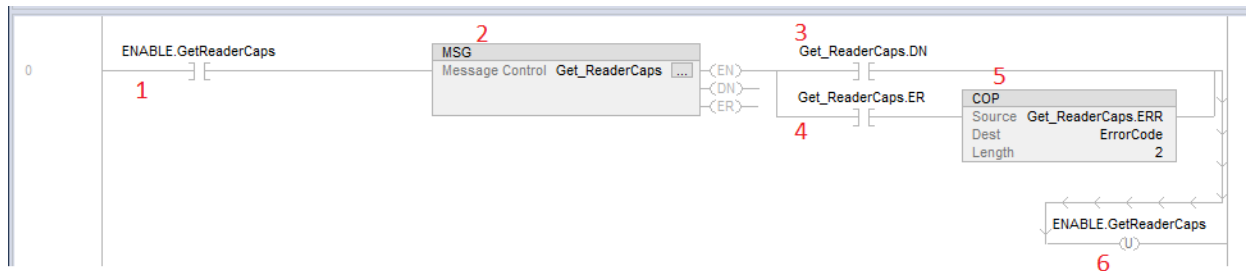 2
3
ENABLE.GetReaderCaps
MSG
Get_ReaderCaps.DN
0
Message Control Get_ReaderCaps ...
(EN)
5
1
(DN)
Get_ReaderCaps.ER
COP
(ER)
Source Get_ReaderCaps.ERR
4
Dest ErrorCode
Length 2
ENABLE.GetReaderCaps
(U)
6